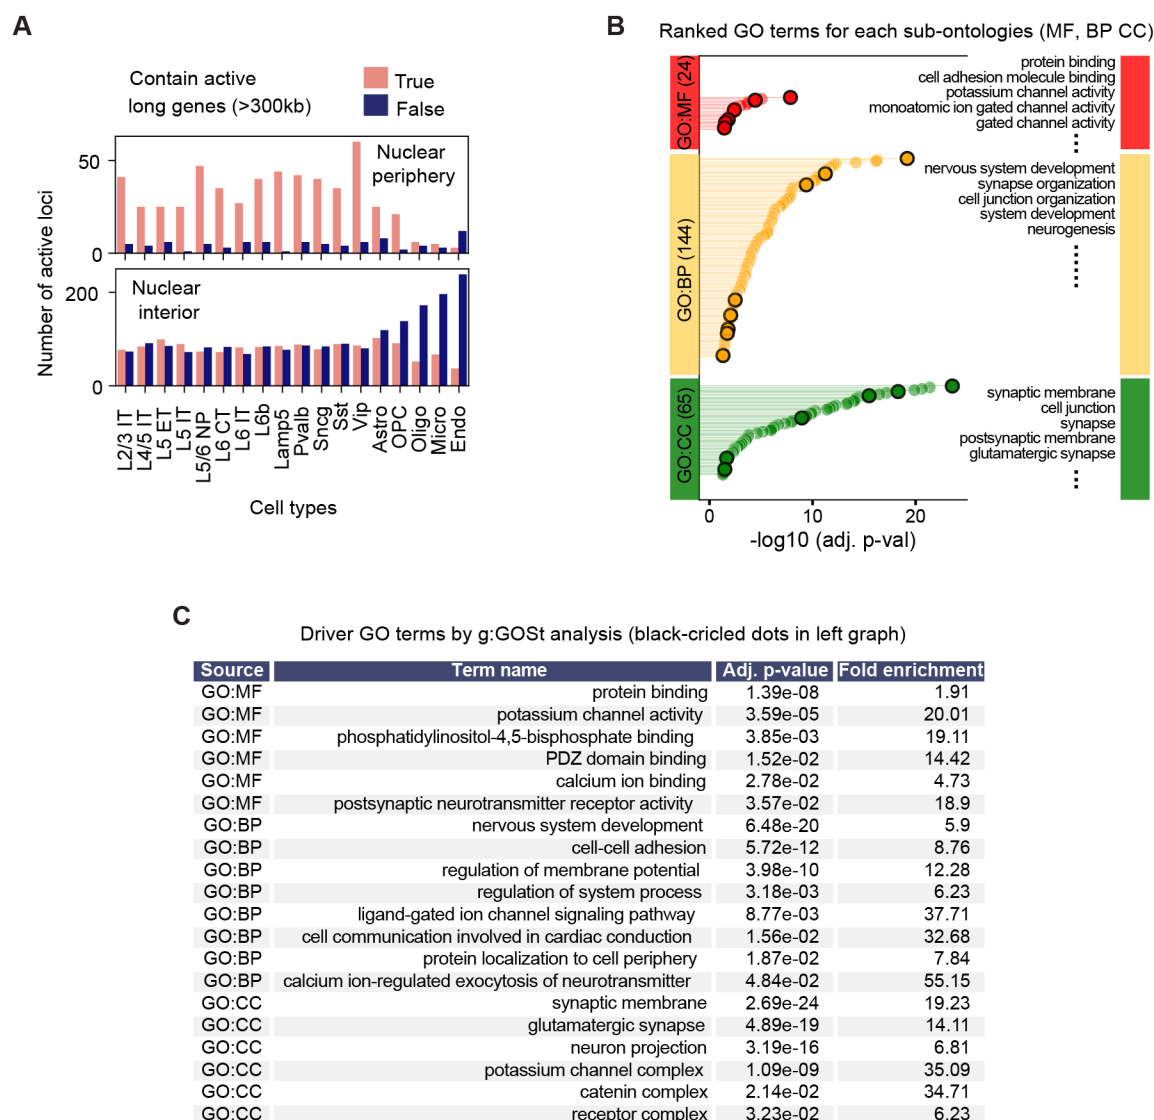 A
Contain active
long genes (>300kb)
True
False
Number of active loci
50
0
Nuclear
periphery
200
0
Nuclear
interior
L2/3 IT
L4/5 IT
L5 ET
L5 IT
L5/6 NP
L6 CT
L6 IT
L6b
Lamp5
Pvalb
Sncg
Sst
Vip
Astro
OPC
Oligo
Micro
Endo
Cell types
B
Ranked GO terms for each sub-ontologies (MF, BP CC)
GO:MF (24)
protein binding
cell adhesion molecule binding
potassium channel activity
monoatomic ion gated channel activity
gated channel activity
GO:BP (144)
nervous system development
synapse organization
cell junction organization
system development
neurogenesis
GO:CC (65)
synaptic membrane
cell junction
synapse
postsynaptic membrane
glutamatergic synapse
0 10 20
-log10 (adj. p-val)
C
Driver GO terms by g:GOSt analysis (black-cricled dots in left graph)
Source Term name Adj. p-value Fold enrichment
GO:MF protein binding 1.39e-08 1.91
GO:MF potassium channel activity 3.59e-05 20.01
GO:MF phosphatidylinositol-4,5-bisphosphate binding 3.85e-03 19.11
GO:MF PDZ domain binding 1.52e-02 14.42
GO:MF calcium ion binding 2.78e-02 4.73
GO:MF postsynaptic neurotransmitter receptor activity 3.57e-02 18.9
GO:BP nervous system development 6.48e-20 5.9
GO:BP cell-cell adhesion 5.72e-12 8.76
GO:BP regulation of membrane potential 3.98e-10 12.28
GO:BP regulation of system process 3.18e-03 6.23
GO:BP ligand-gated ion channel signaling pathway 8.77e-03 37.71
GO:BP cell communication involved in cardiac conduction 1.56e-02 32.68
GO:BP protein localization to cell periphery 1.87e-02 7.84
GO:BP calcium ion-regulated exocytosis of neurotransmitter 4.84e-02 55.15
GO:CC synaptic membrane 2.69e-24 19.23
GO:CC glutamatergic synapse 4.89e-19 14.11
GO:CC neuron projection 3.19e-16 6.81
GO:CC potassium channel complex 1.09e-09 35.09
GO:CC catenin complex 2.14e-02 34.71
GO:CC receptor complex 3.23e-02 6.23